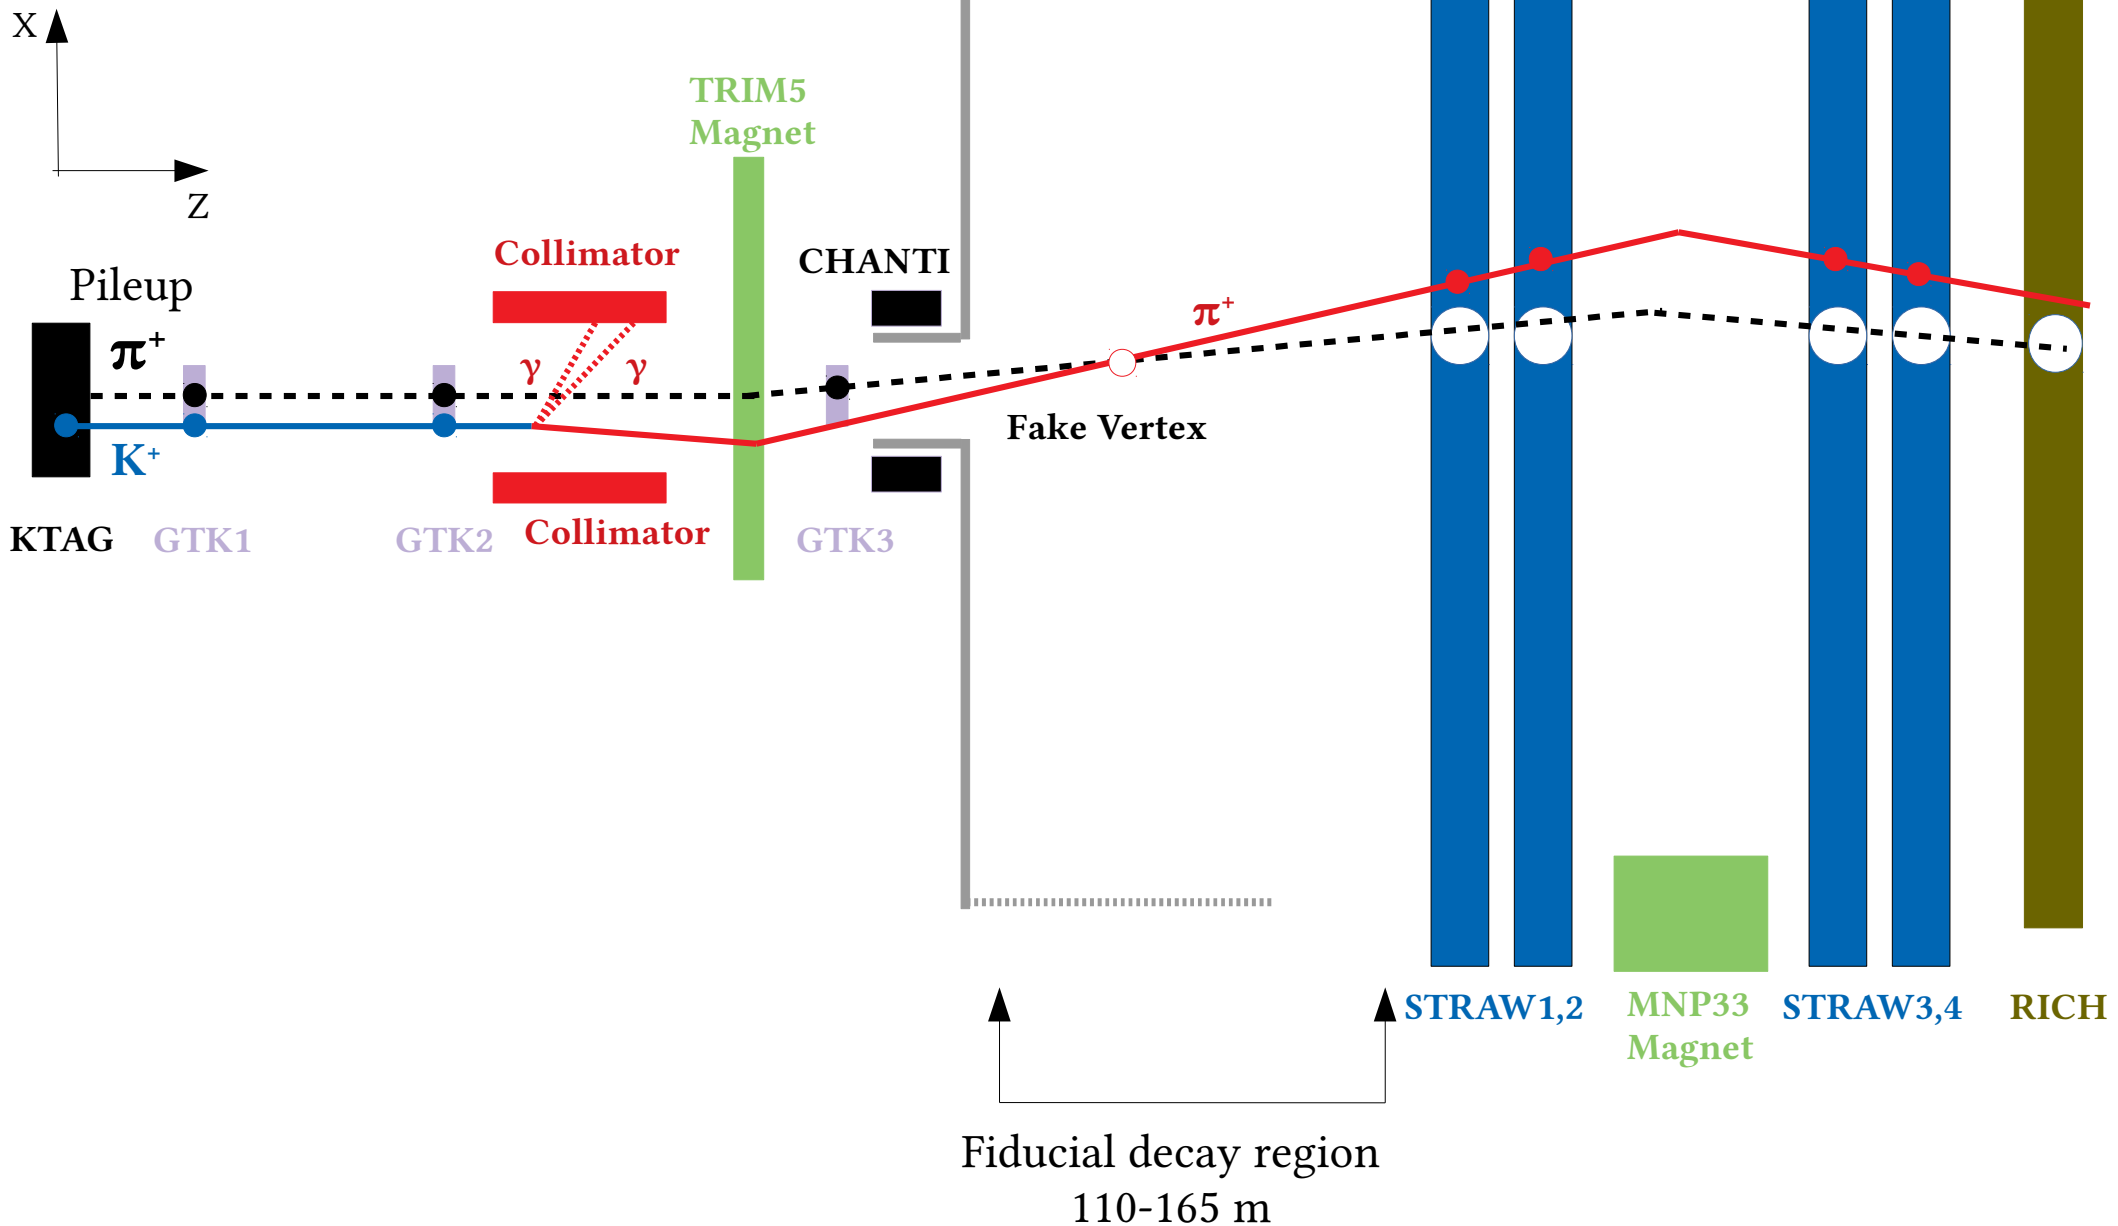 X
Z
TRIM5
Magnet
Collimator
CHANTI
Pileup
π⁺
γ
γ
K⁺
π⁺
Fake Vertex
KTAG
GTK1
GTK2
Collimator
GTK3
STRAW1,2
MNP33
Magnet
STRAW3,4
RICH
Fiducial decay region
110-165 m